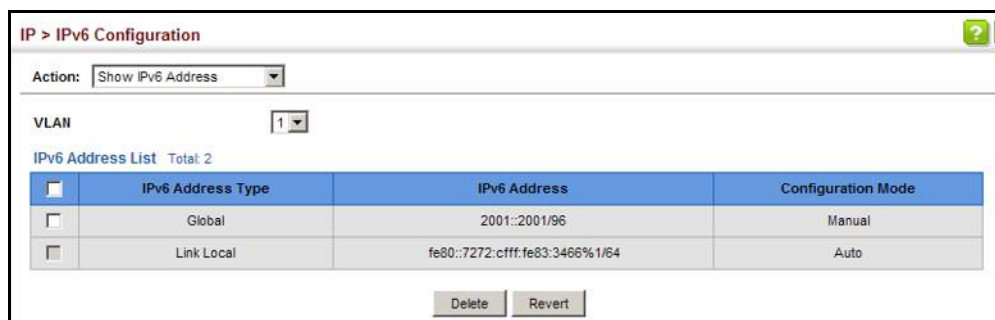 IP > IPv6 Configuration
?
Action: Show IPv6 Address
VLAN 1
IPv6 Address List Total: 2
IPv6 Address Type IPv6 Address Configuration Mode
Global 2001::2001/96 Manual
Link Local fe80::7272:cfff:fe83:3466%1/64 Auto
Delete Revert